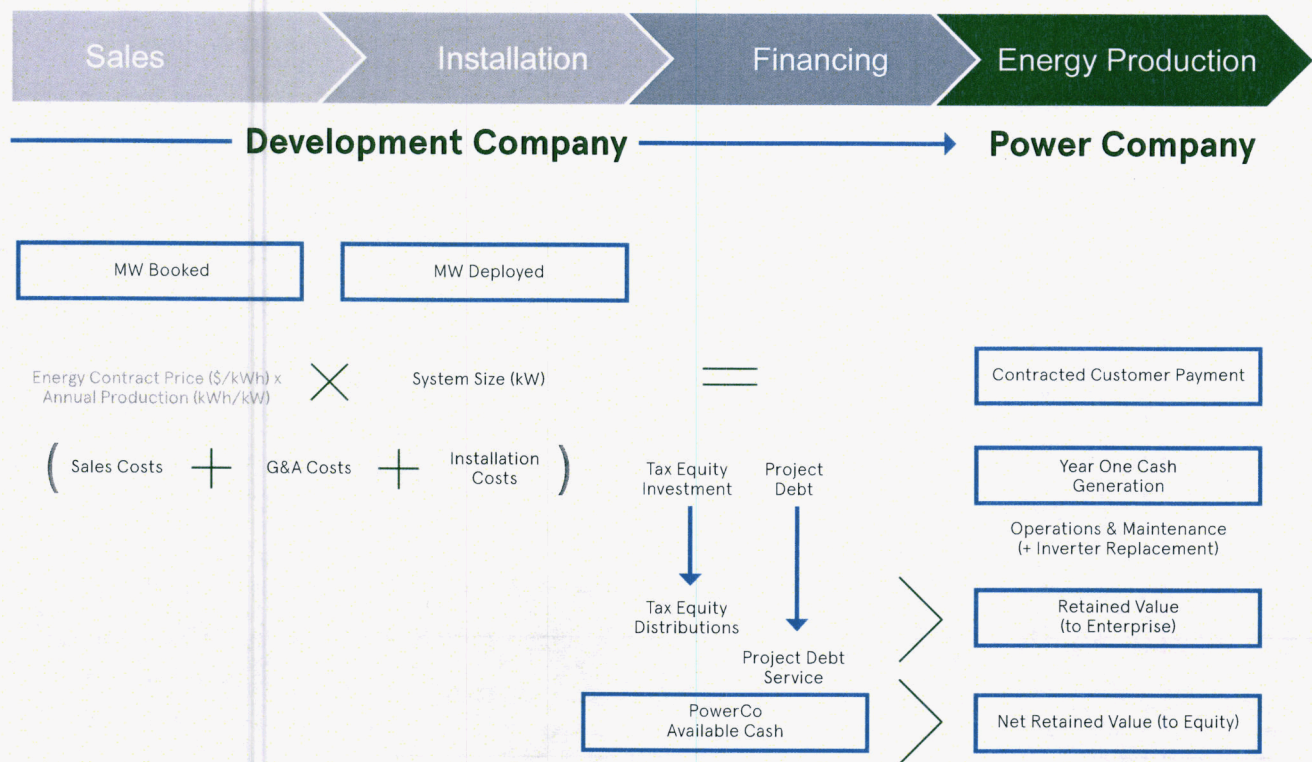 Sales
Installation
Financing
Energy Production
Development Company
Power Company
MW Booked
MW Deployed
Energy Contract Price ($/kWh) x
Annual Production (kWh/kW)
System Size (kW)
Contracted Customer Payment
(
Sales Costs
+
G&A Costs
+
Installation
Costs
)
Tax Equity
Investment
Project
Debt
Year One Cash
Generation
Operations & Maintenance
(+ Inverter Replacement)
Tax Equity
Distributions
Retained Value
(to Enterprise)
Project Debt
Service
PowerCo
Available Cash
Net Retained Value (to Equity)